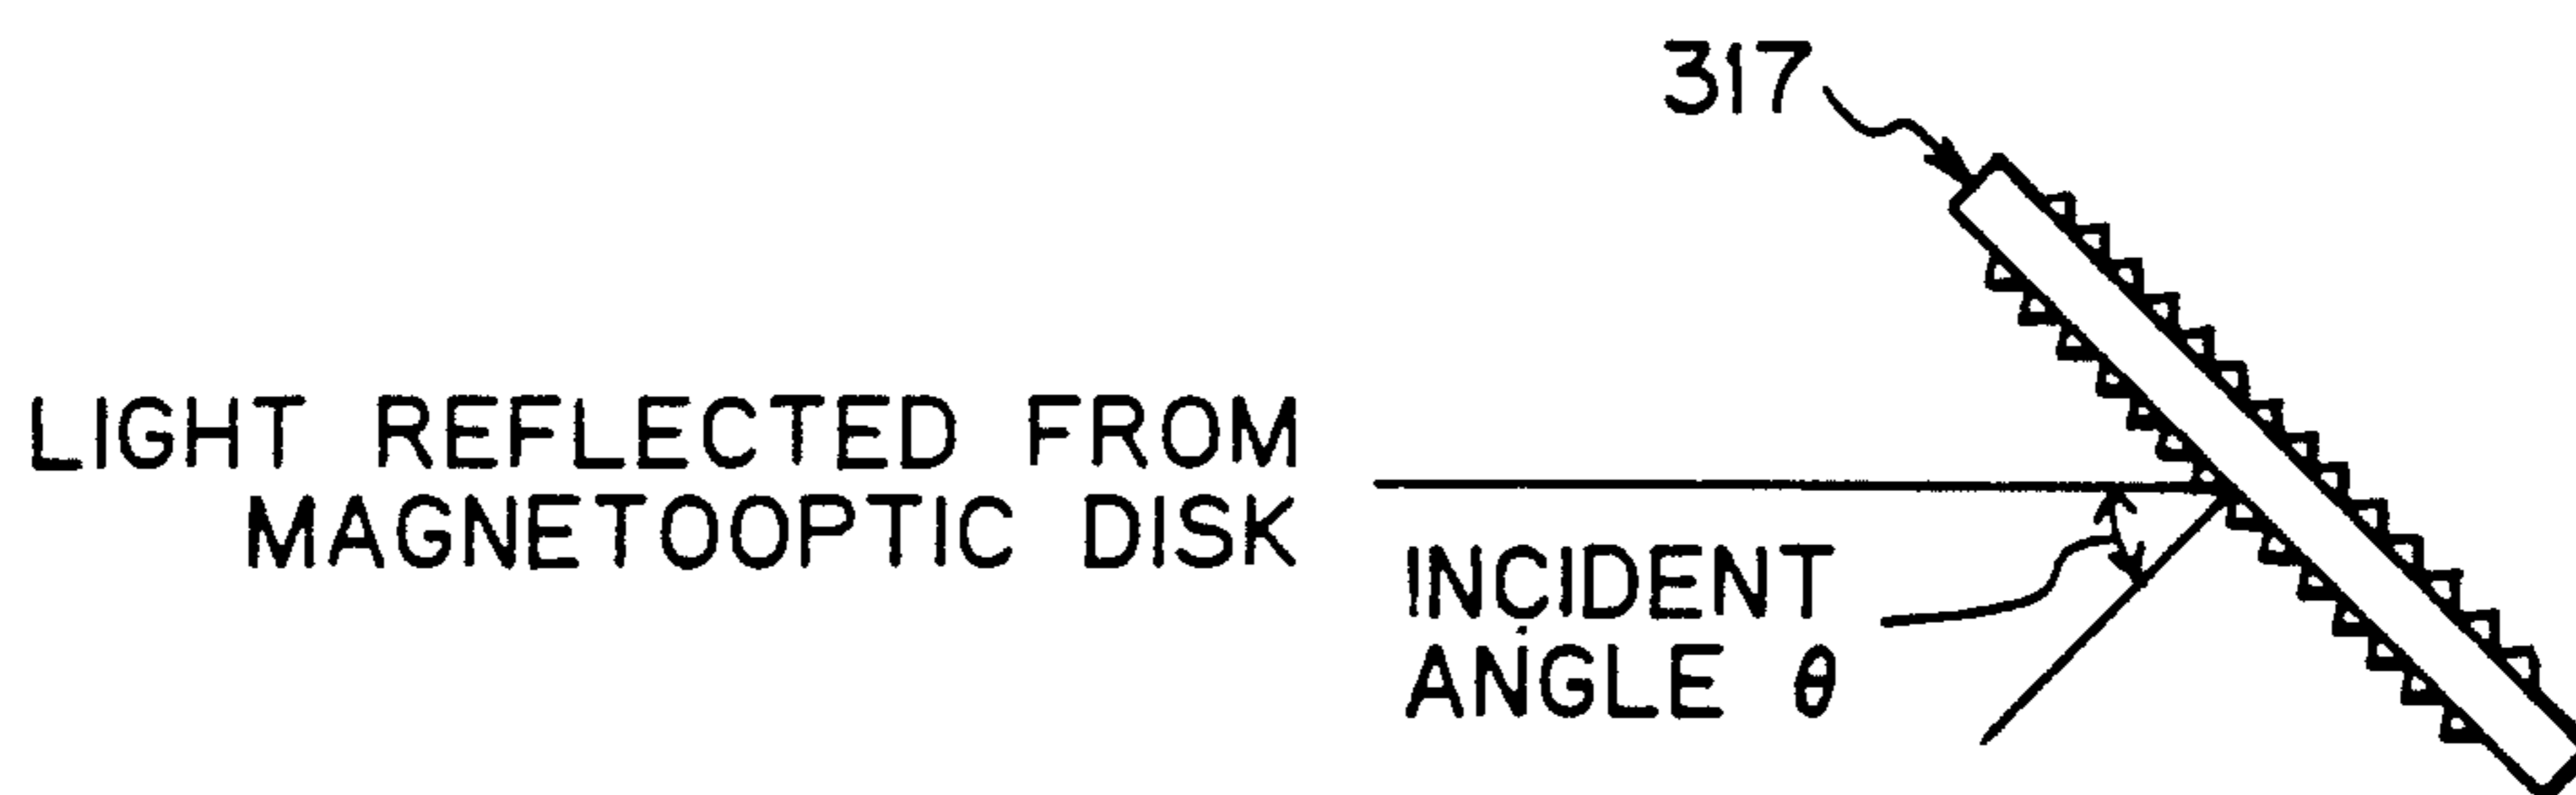 317
LIGHT REFLECTED FROM
MAGNETOOPTIC DISK
INCIDENT
ANGLE θ